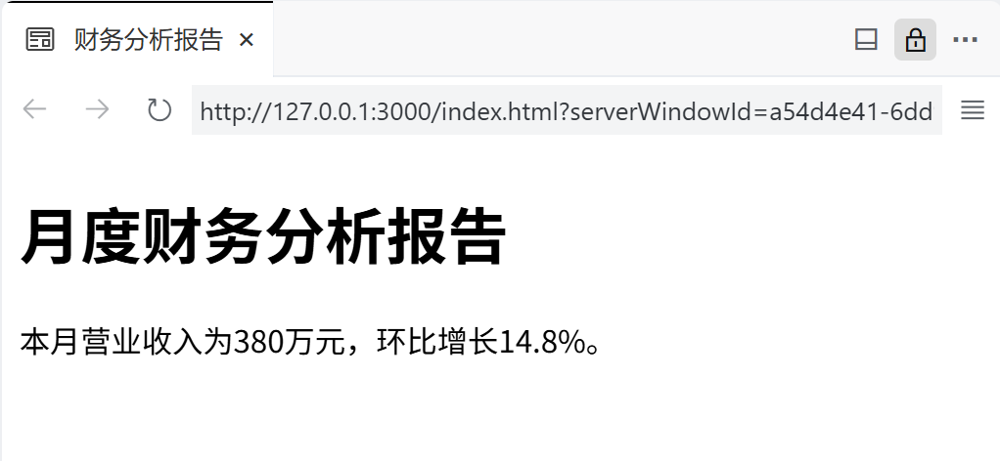 财务分析报告
http://127.0.0.1:3000/index.html?serverWindowId=a54d4e41-6dd
月度财务分析报告
本月营业收入为380万元，环比增长14.8%。